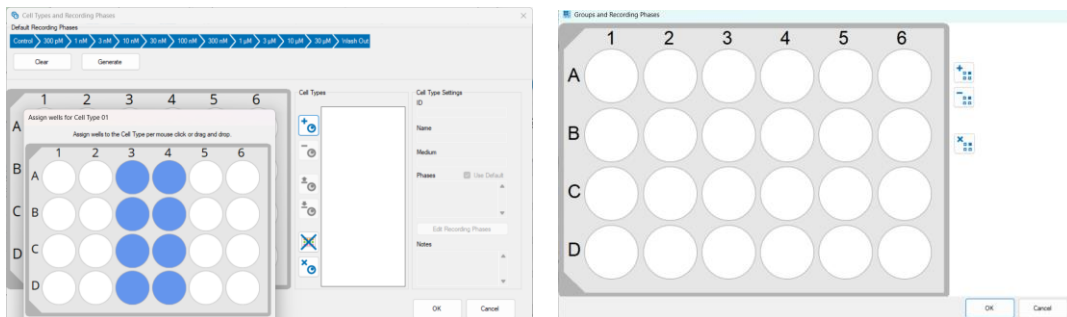 Cell Types and Recording Phases
Default Recording Phases
Control 300 pM 1 nM 3 nM 10 nM 30 nM 100 nM 300 nM 1 µM 3 µM 10 µM 30 µM Wash Out
Clear Generate
1 2 3 4 5 6
A
B
C
D
Assign wells for Cell Type 01
Assign wells to the Cell Type per mouse click or drag and drop.
1 2 3 4 5 6
A
B
C
D
Cell Types
Cell Type Settings
ID
Name
Medium
Phases Use Default
Edit Recording Phases
Notes
OK Cancel
Groups and Recording Phases
1 2 3 4 5 6
A
B
C
D
OK Cancel